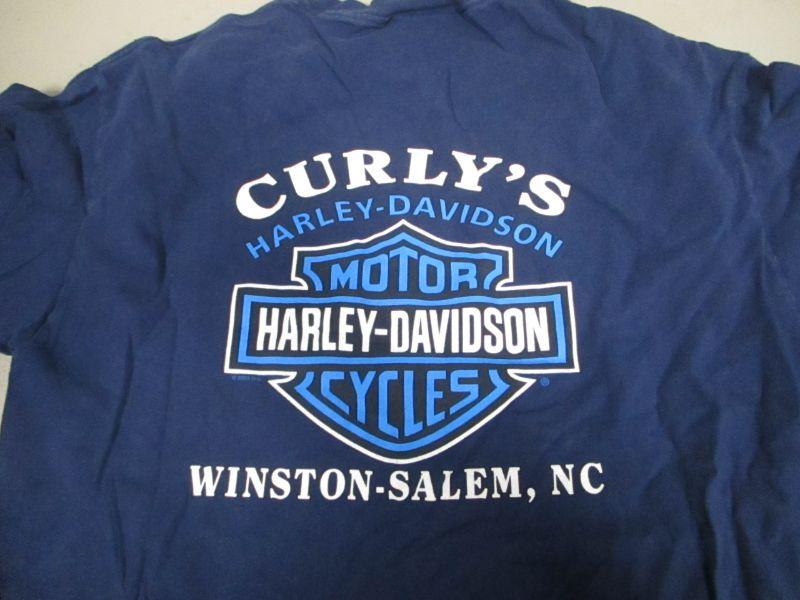 CURLY'S
HARLEY-DAVIDSON
MOTOR
HARLEY-DAVIDSON
CYCLES
®
WINSTON-SALEM, NC